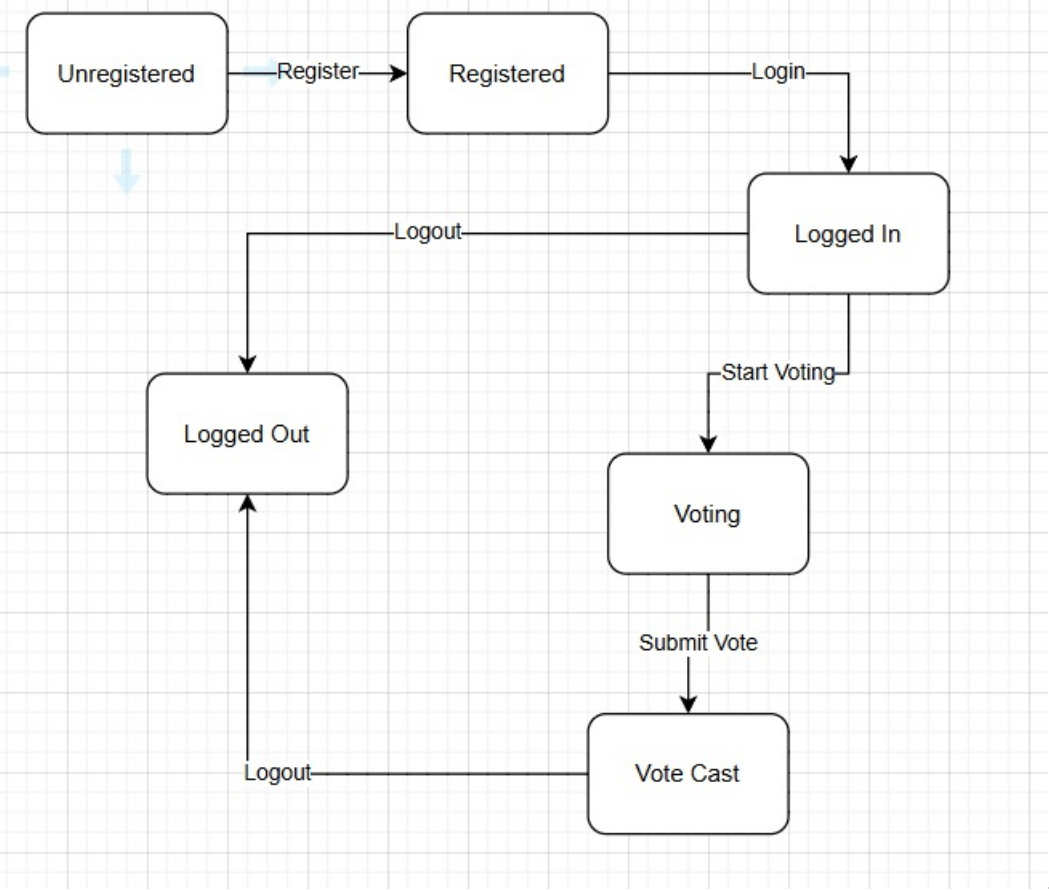 Unregistered
Register
Registered
Login
Logged In
Logout
Start Voting
Logged Out
Voting
Submit Vote
Vote Cast
Logout